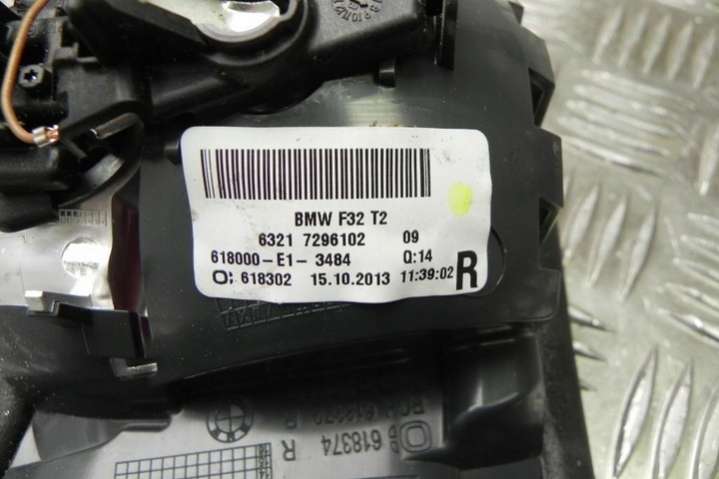 BMW F32 T2
6321 7296102 09
618000-E1- 3484 Q:14
O: 618302 15.10.2013 11:39:02 R
618374 R